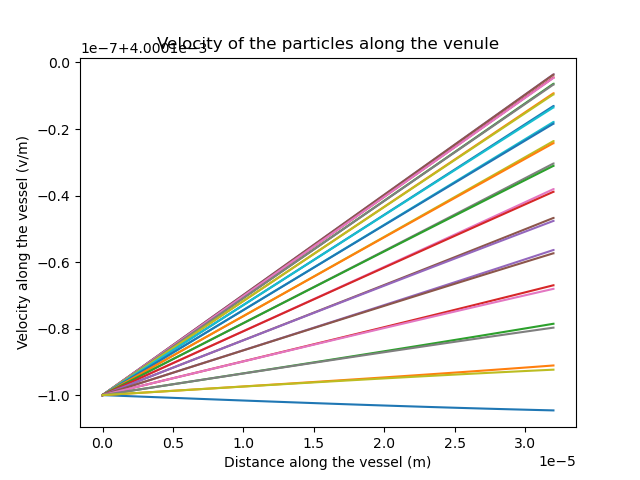 Velocity of the particles along the venule
1e−7+4.0001e−3
0.0
−0.2
−0.4
−0.6
−0.8
−1.0
Velocity along the vessel (v/m)
0.0 0.5 1.0 1.5 2.0 2.5 3.0
1e−5
Distance along the vessel (m)